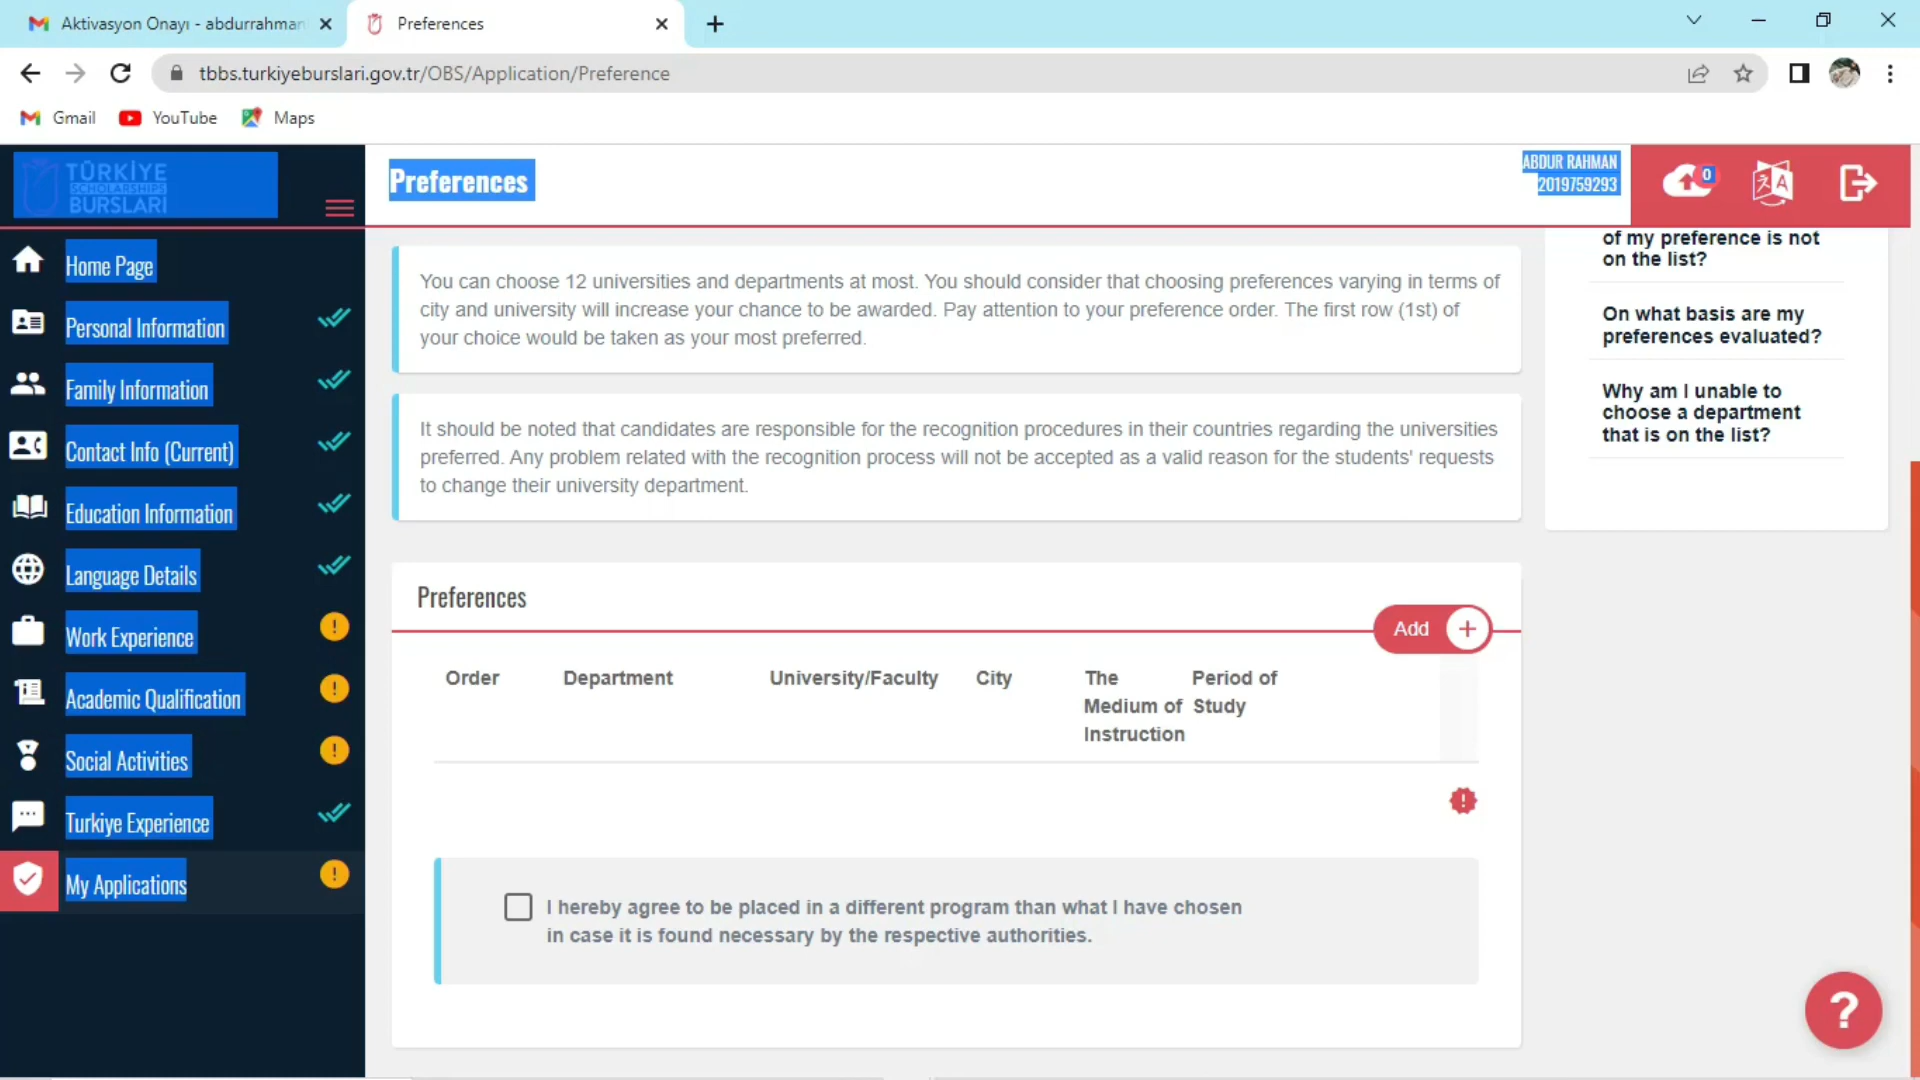 Aktivasyon Onayı - abdurrahman
Preferences
tbbs.turkiyeburslari.gov.tr/OBS/Application/Preference
Gmail
YouTube
Maps
TÜRKİYE
SCHOLARSHIPS
BURSLARI
Preferences
ABDUR RAHMAN
2019759293
0
Home Page
Personal Information
Family Information
Contact Info (Current)
Education Information
Language Details
Work Experience
Academic Qualification
Social Activities
Turkiye Experience
My Applications
You can choose 12 universities and departments at most. You should consider that choosing preferences varying in terms of
city and university will increase your chance to be awarded. Pay attention to your preference order. The first row (1st) of
your choice would be taken as your most preferred.
It should be noted that candidates are responsible for the recognition procedures in their countries regarding the universities
preferred. Any problem related with the recognition process will not be accepted as a valid reason for the students' requests
to change their university department.
of my preference is not
on the list?
On what basis are my
preferences evaluated?
Why am I unable to
choose a department
that is on the list?
Preferences
Add +
Order Department University/Faculty City The Period of
Medium of Study
Instruction
I hereby agree to be placed in a different program than what I have chosen
in case it is found necessary by the respective authorities.
?